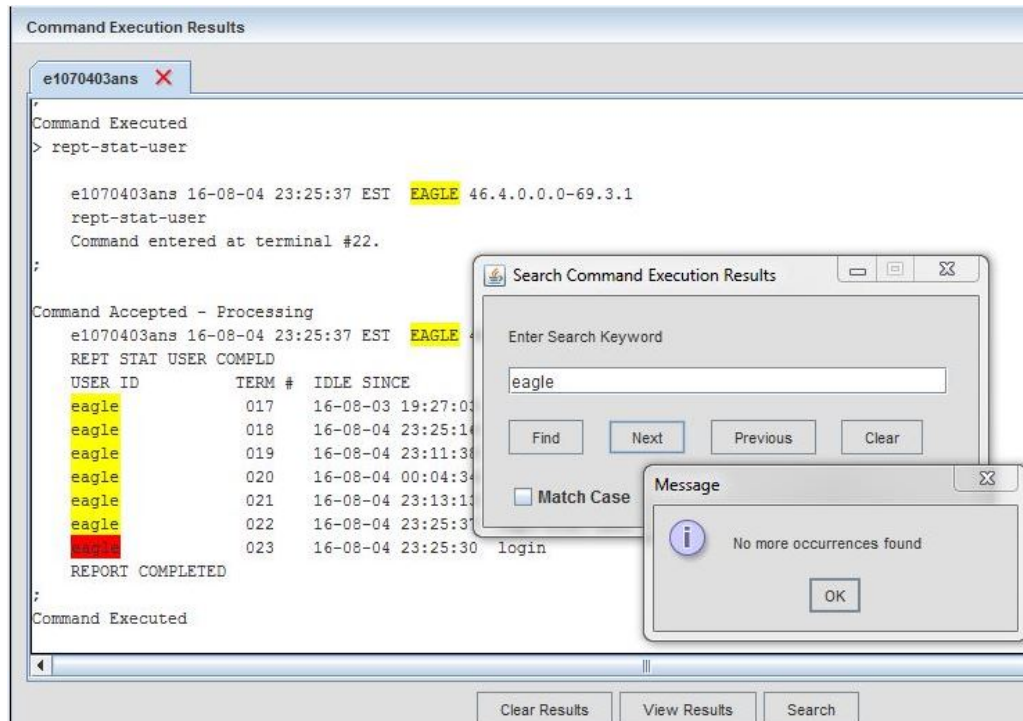 Command Execution Results
e1070403ans
;
Command Executed
> rept-stat-user
e1070403ans 16-08-04 23:25:37 EST EAGLE 46.4.0.0.0-69.3.1
rept-stat-user
Command entered at terminal #22.
;
Command Accepted - Processing
e1070403ans 16-08-04 23:25:37 EST EAGLE
REPT STAT USER COMPLD
USER ID TERM # IDLE SINCE
eagle 017 16-08-03 19:27:03
eagle 018 16-08-04 23:25:16
eagle 019 16-08-04 23:11:38
eagle 020 16-08-04 00:04:34
eagle 021 16-08-04 23:13:13
eagle 022 16-08-04 23:25:37
eagle 023 16-08-04 23:25:30 login
REPORT COMPLETED
;
Command Executed
Search Command Execution Results
Enter Search Keyword
eagle
Find Next Previous Clear
Match Case
Message
No more occurrences found
OK
Clear Results View Results Search